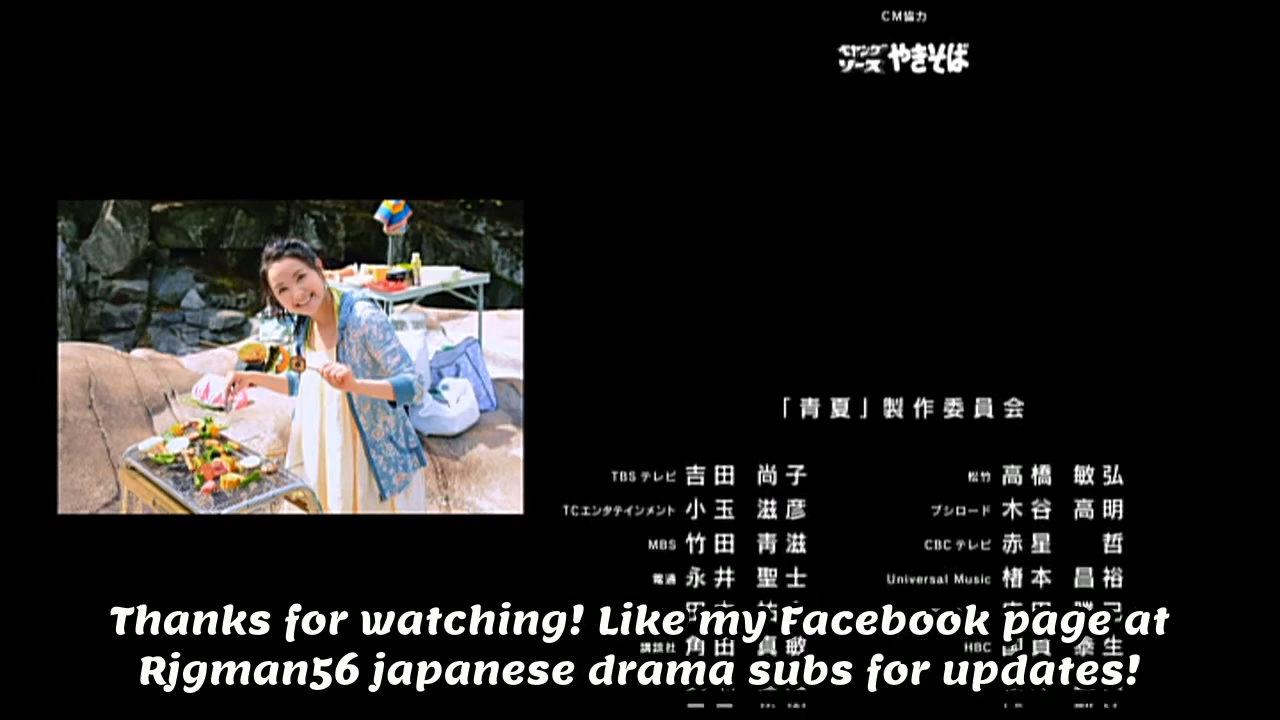 CM協力
モヤング
ソース やきそば
「青夏」製作委員会
TBSテレビ 吉田 尚子 松竹 高橋 敏弘
TCエンタテインメント 小玉 滋彦 ブシロード 木谷 高明
MBS 竹田 青滋 CBCテレビ 赤星 哲
電通 永井 聖士 Universal Music 楮本 昌裕
講談社 角田 真敏 HBC
Thanks for watching! Like my Facebook page at
Rjgman56 japanese drama subs for updates!